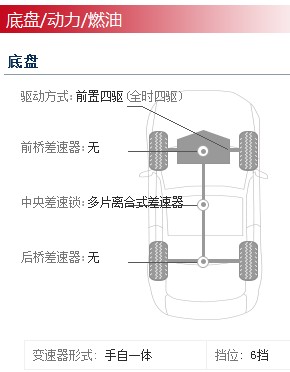 底盘/动力/燃油
底盘
驱动方式: 前置四驱(全时四驱)
前桥差速器: 无
中央差速锁: 多片离合式差速器
后桥差速器: 无
变速器形式: 手自一体 挡位: 6挡